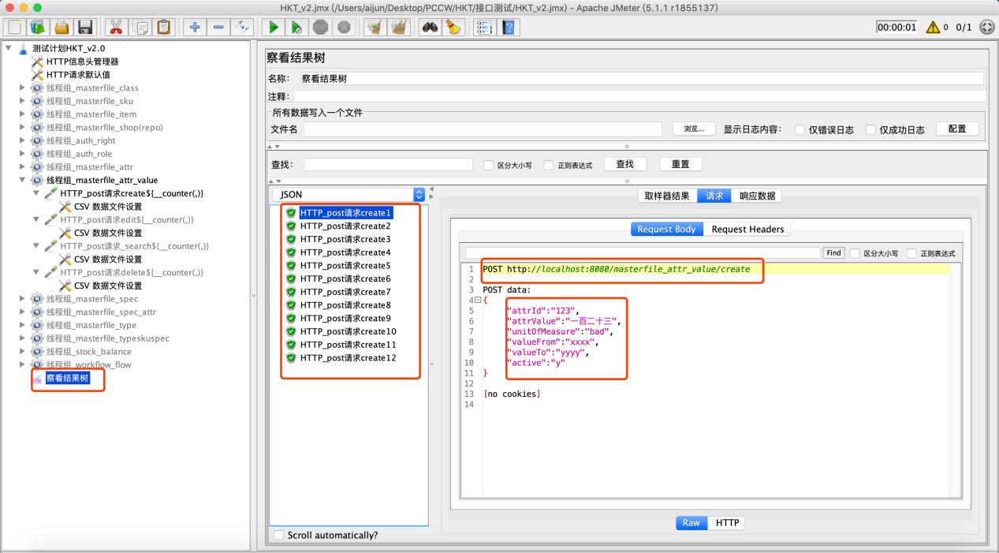 HKT_v2.jmx (/Users/aijun/Desktop/PCCW/HKT/接口测试/HKT_v2.jmx) - Apache JMeter (5.1.1 r1855137)
00:00:01
0
0/1
测试计划HKT_v2.0
HTTP信息头管理器
HTTP请求默认值
线程组_masterfile_class
线程组_masterfile_sku
线程组_masterfile_item
线程组_masterfile_shop(repo)
线程组_auth_right
线程组_auth_role
线程组_masterfile_attr
线程组_masterfile_attr_value
HTTP_post请求create${__counter(,)}
CSV 数据文件设置
HTTP_post请求edit${__counter(,)}
CSV 数据文件设置
HTTP_post请求_search${__counter(,)}
CSV 数据文件设置
HTTP_post请求delete${__counter(,)}
CSV 数据文件设置
线程组_masterfile_spec
线程组_masterfile_spec_attr
线程组_masterfile_type
线程组_masterfile_typeskuspec
线程组_stock_balance
线程组_workflow_flow
察看结果树
察看结果树
名称： 察看结果树
注释：
所有数据写入一个文件
文件名 浏览... 显示日志内容： 仅错误日志 仅成功日志 配置
查找： 区分大小写 正则表达式 查找 重置
JSON
HTTP_post请求create1
HTTP_post请求create2
HTTP_post请求create3
HTTP_post请求create4
HTTP_post请求create5
HTTP_post请求create6
HTTP_post请求create7
HTTP_post请求create8
HTTP_post请求create9
HTTP_post请求create10
HTTP_post请求create11
HTTP_post请求create12
Scroll automatically?
取样器结果 请求 响应数据
Request Body Request Headers
Find 区分大小写 正则表达式
1 POST http://localhost:8080/masterfile_attr_value/create
2
3 POST data:
4 {
5 "attrId":"123",
6 "attrValue":"一百二十三",
7 "unitOfMeasure":"bad",
8 "valueFrom":"xxxx",
9 "valueTo":"yyyy",
10 "active":"y"
11 }
12
13 [no cookies]
14
Raw HTTP